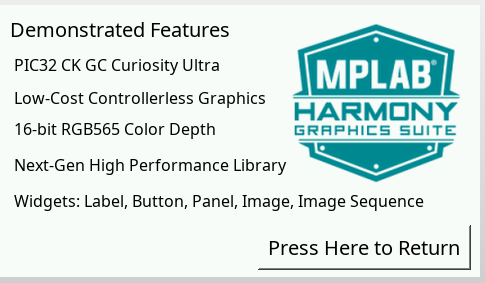 Demonstrated Features
PIC32 CK GC Curiosity Ultra
Low-Cost Controllerless Graphics
16-bit RGB565 Color Depth
Next-Gen High Performance Library
Widgets: Label, Button, Panel, Image, Image Sequence
MPLAB®
HARMONY
GRAPHICS SUITE
Press Here to Return